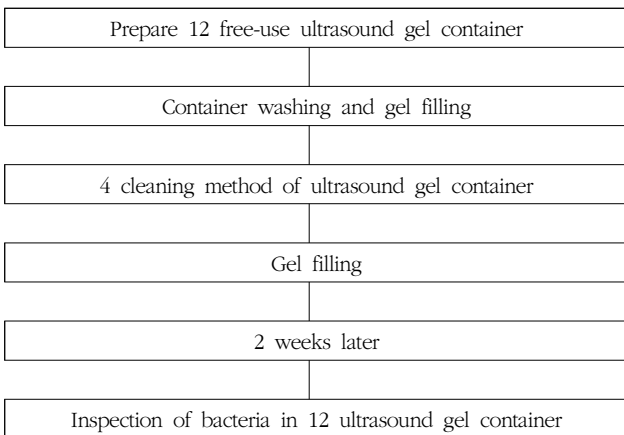 Prepare 12 free-use ultrasound gel container
Container washing and gel filling
4 cleaning method of ultrasound gel container
Gel filling
2 weeks later
Inspection of bacteria in 12 ultrasound gel container